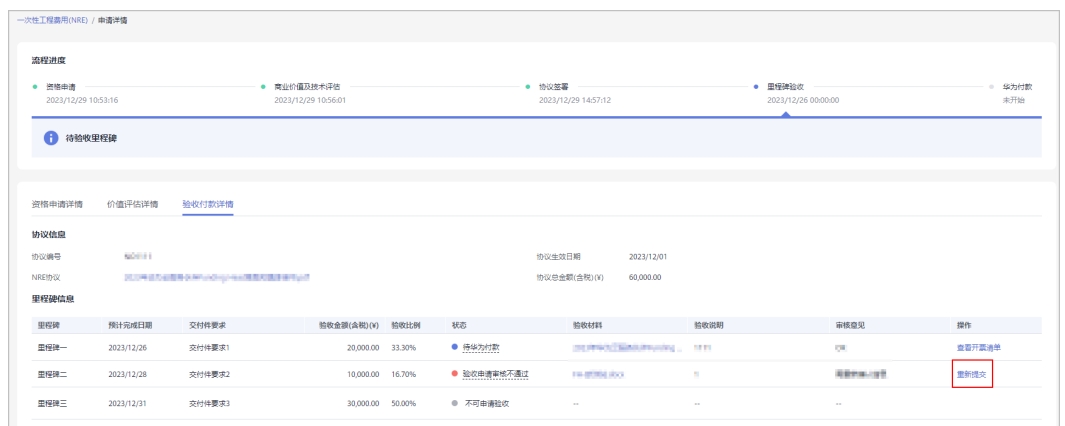 一次性工程费用(NRE) / 申请详情
流程进度
资格申请 商业价值及技术评估 协议签署 里程碑验收 华为付款
2023/12/29 10:53:16 2023/12/29 10:56:01 2023/12/29 14:57:12 2023/12/26 00:00:00 未开始
待验收里程碑
资格申请详情 价值评估详情 验收付款详情
协议信息
协议编号 协议生效日期 2023/12/01
NRE协议 协议总金额(含税)(¥) 60,000.00
里程碑信息
里程碑 预计完成日期 交付件要求 验收金额(含税)(¥) 验收比例 状态 验收材料 验收说明 审核意见 操作
里程碑一 2023/12/26 交付件要求1 20,000.00 33.30% 待华为付款 查看开票清单
里程碑二 2023/12/28 交付件要求2 10,000.00 16.70% 验收申请审核不通过 重新提交
里程碑三 2023/12/31 交付件要求3 30,000.00 50.00% 不可申请验收 -- -- --